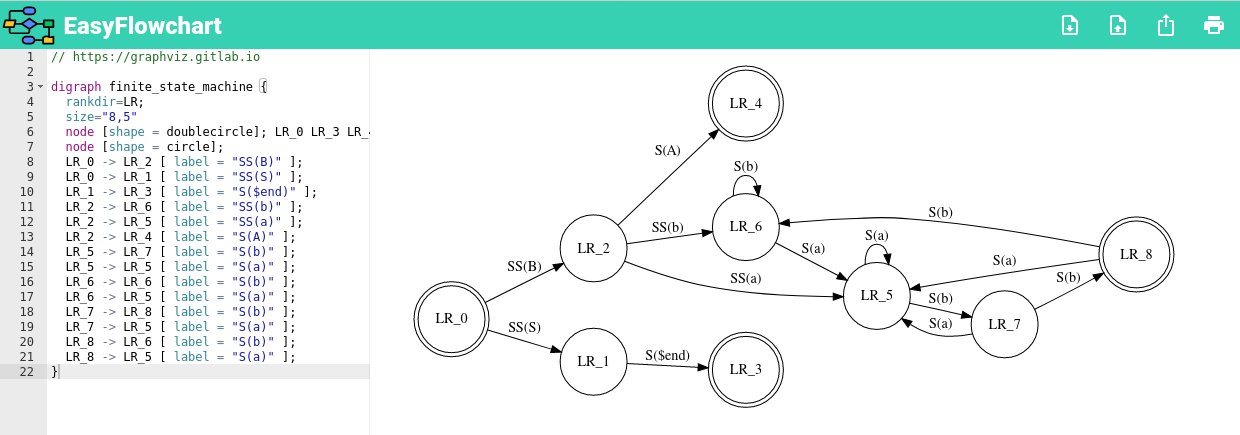 EasyFlowchart
1 // https://graphviz.gitlab.io
2
3 digraph finite_state_machine {
4 rankdir=LR;
5 size="8,5"
6 node [shape = doublecircle]; LR_0 LR_3 LR_
7 node [shape = circle];
8 LR_0 -> LR_2 [ label = "SS(B)" ];
9 LR_0 -> LR_1 [ label = "SS(S)" ];
10 LR_1 -> LR_3 [ label = "S($end)" ];
11 LR_2 -> LR_6 [ label = "SS(b)" ];
12 LR_2 -> LR_5 [ label = "SS(a)" ];
13 LR_2 -> LR_4 [ label = "S(A)" ];
14 LR_5 -> LR_7 [ label = "S(b)" ];
15 LR_5 -> LR_5 [ label = "S(a)" ];
16 LR_6 -> LR_6 [ label = "S(b)" ];
17 LR_6 -> LR_5 [ label = "S(a)" ];
18 LR_7 -> LR_8 [ label = "S(b)" ];
19 LR_7 -> LR_5 [ label = "S(a)" ];
20 LR_8 -> LR_6 [ label = "S(b)" ];
21 LR_8 -> LR_5 [ label = "S(a)" ];
22 }
LR_4
S(A)
S(b)
S(b)
LR_6
SS(b)
S(a)
S(a)
LR_2
S(a)
LR_8
SS(B)
SS(a)
S(b)
LR_5
S(b)
LR_0
S(a)
LR_7
SS(S)
S($end)
LR_1
LR_3